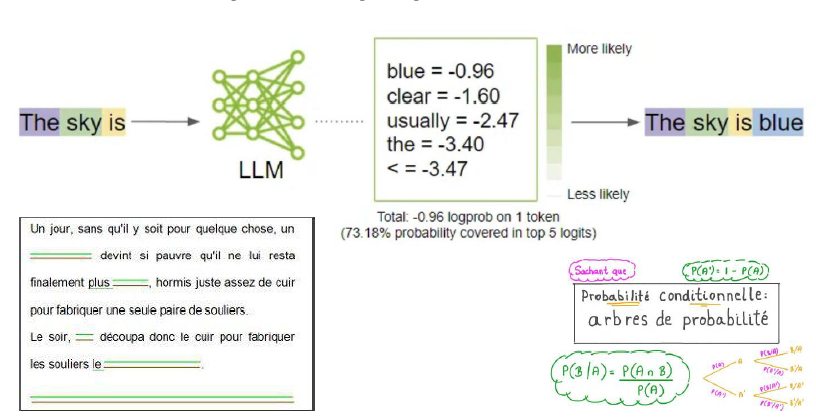 The sky is
LLM
blue = -0.96
clear = -1.60
usually = -2.47
the = -3.40
< = -3.47
More likely
Less likely
The sky is blue
Total: -0.96 logprob on 1 token
(73.18% probability covered in top 5 logits)
Un jour, sans qu'il y soit pour quelque chose, un
devint si pauvre qu'il ne lui resta
finalement plus , hormis juste assez de cuir
pour fabriquer une seule paire de souliers.
Le soir, découpa donc le cuir pour fabriquer
les souliers le .
Sachant que
P(A') = 1 - P(A)
Probabilité conditionnelle:
arbres de probabilité
P(B/A) = P(A∩B)
P(A)
P(A) A P(B/A) B/A
P(B'/A) B'/A
P(A') A' P(B/A') B/A'
P(B'/A') B'/A'